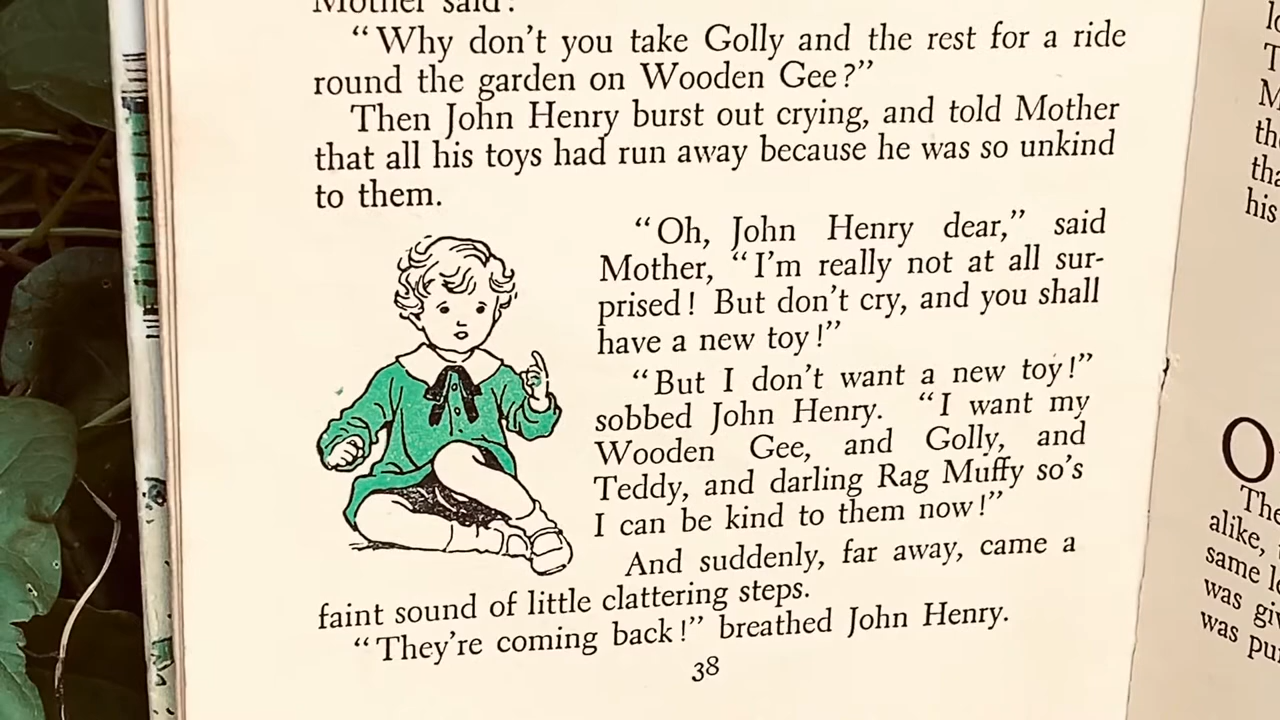 Mother said:
“Why don't you take Golly and the rest for a ride
round the garden on Wooden Gee?”
Then John Henry burst out crying, and told Mother
that all his toys had run away because he was so unkind
to them.
“Oh, John Henry dear,” said
Mother, “I'm really not at all sur-
prised! But don't cry, and you shall
have a new toy!”
“But I don't want a new toy!”
sobbed John Henry. “I want my
Wooden Gee, and Golly, and
Teddy, and darling Rag Muffy so's
I can be kind to them now!”
And suddenly, far away, came a
faint sound of little clattering steps.
“They're coming back!” breathed John Henry.
38
his
alike,
was
was